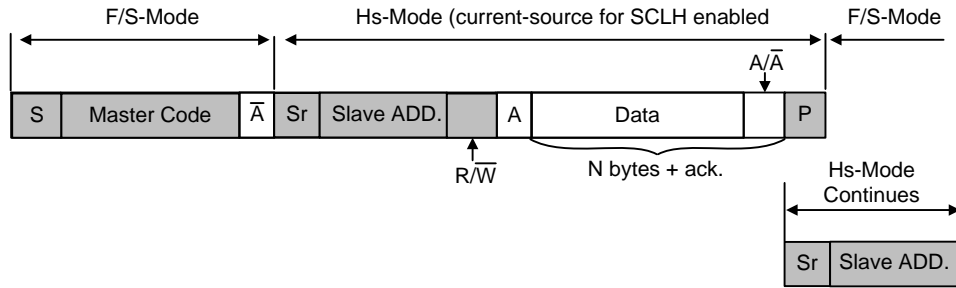 F/S-Mode
Hs-Mode (current-source for SCLH enabled
F/S-Mode
A/A̅
S
Master Code
A̅
Sr
Slave ADD.
A
Data
P
R/W̅
N bytes + ack.
Hs-Mode
Continues
Sr
Slave ADD.